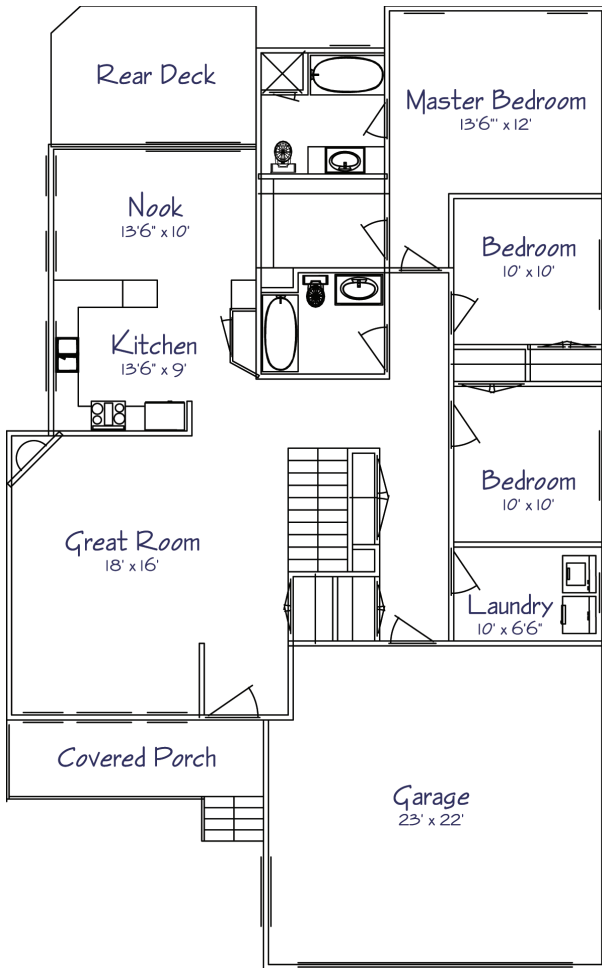 Rear Deck
Master Bedroom
13'6"' x 12'
Nook
13'6" x 10'
Bedroom
10' x 10'
Kitchen
13'6" x 9'
Bedroom
10' x 10'
Great Room
18' x 16'
Laundry
10' x 6'6"
Covered Porch
Garage
23' x 22'